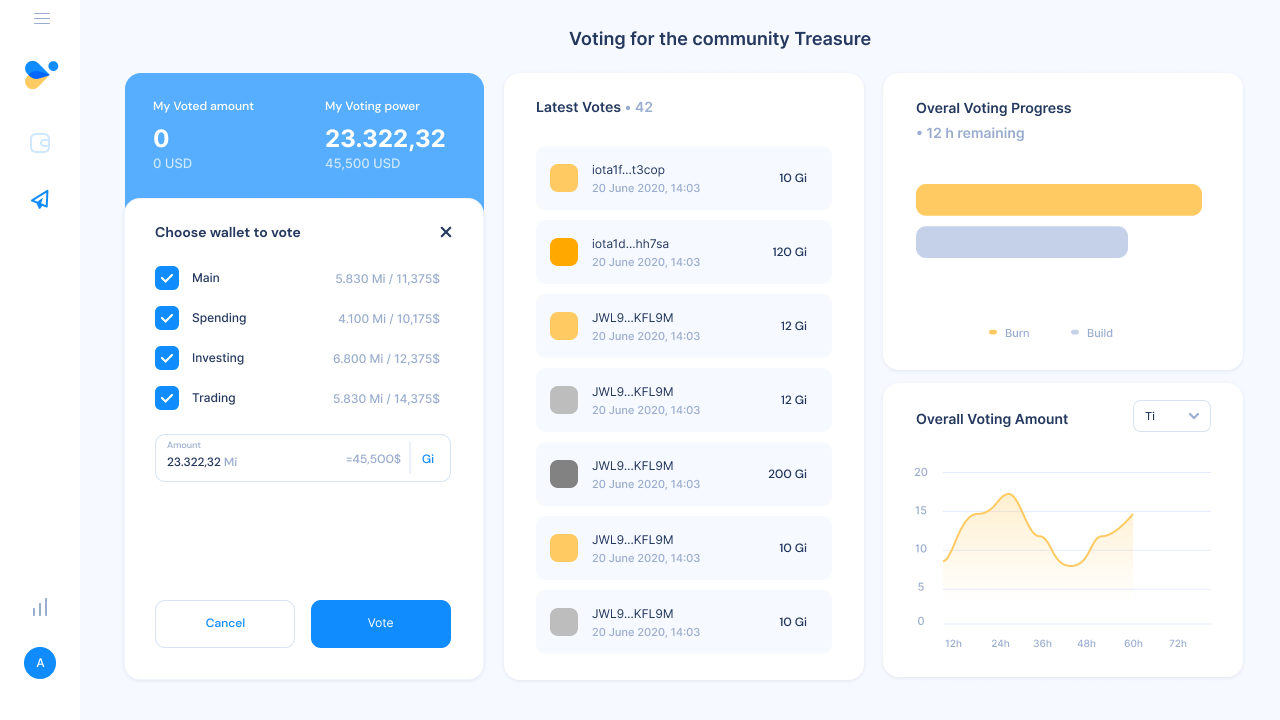 Voting for the community Treasure
My Voted amount
0
0 USD
My Voting power
23.322,32
45,500 USD
Choose wallet to vote
Main 5.830 Mi / 11,375$
Spending 4.100 Mi / 10,175$
Investing 6.800 Mi / 12,375$
Trading 5.830 Mi / 14,375$
Amount
23.322,32 Mi =45,500$ Gi
Cancel Vote
A
Latest Votes • 42
iota1f...t3cop
20 June 2020, 14:03
10 Gi
iota1d...hh7sa
20 June 2020, 14:03
120 Gi
JWL9...KFL9M
20 June 2020, 14:03
12 Gi
JWL9...KFL9M
20 June 2020, 14:03
12 Gi
JWL9...KFL9M
20 June 2020, 14:03
200 Gi
JWL9...KFL9M
20 June 2020, 14:03
10 Gi
JWL9...KFL9M
20 June 2020, 14:03
10 Gi
Overal Voting Progress
• 12 h remaining
Burn Build
Overall Voting Amount
Ti
20
15
10
5
0
12h 24h 36h 48h 60h 72h